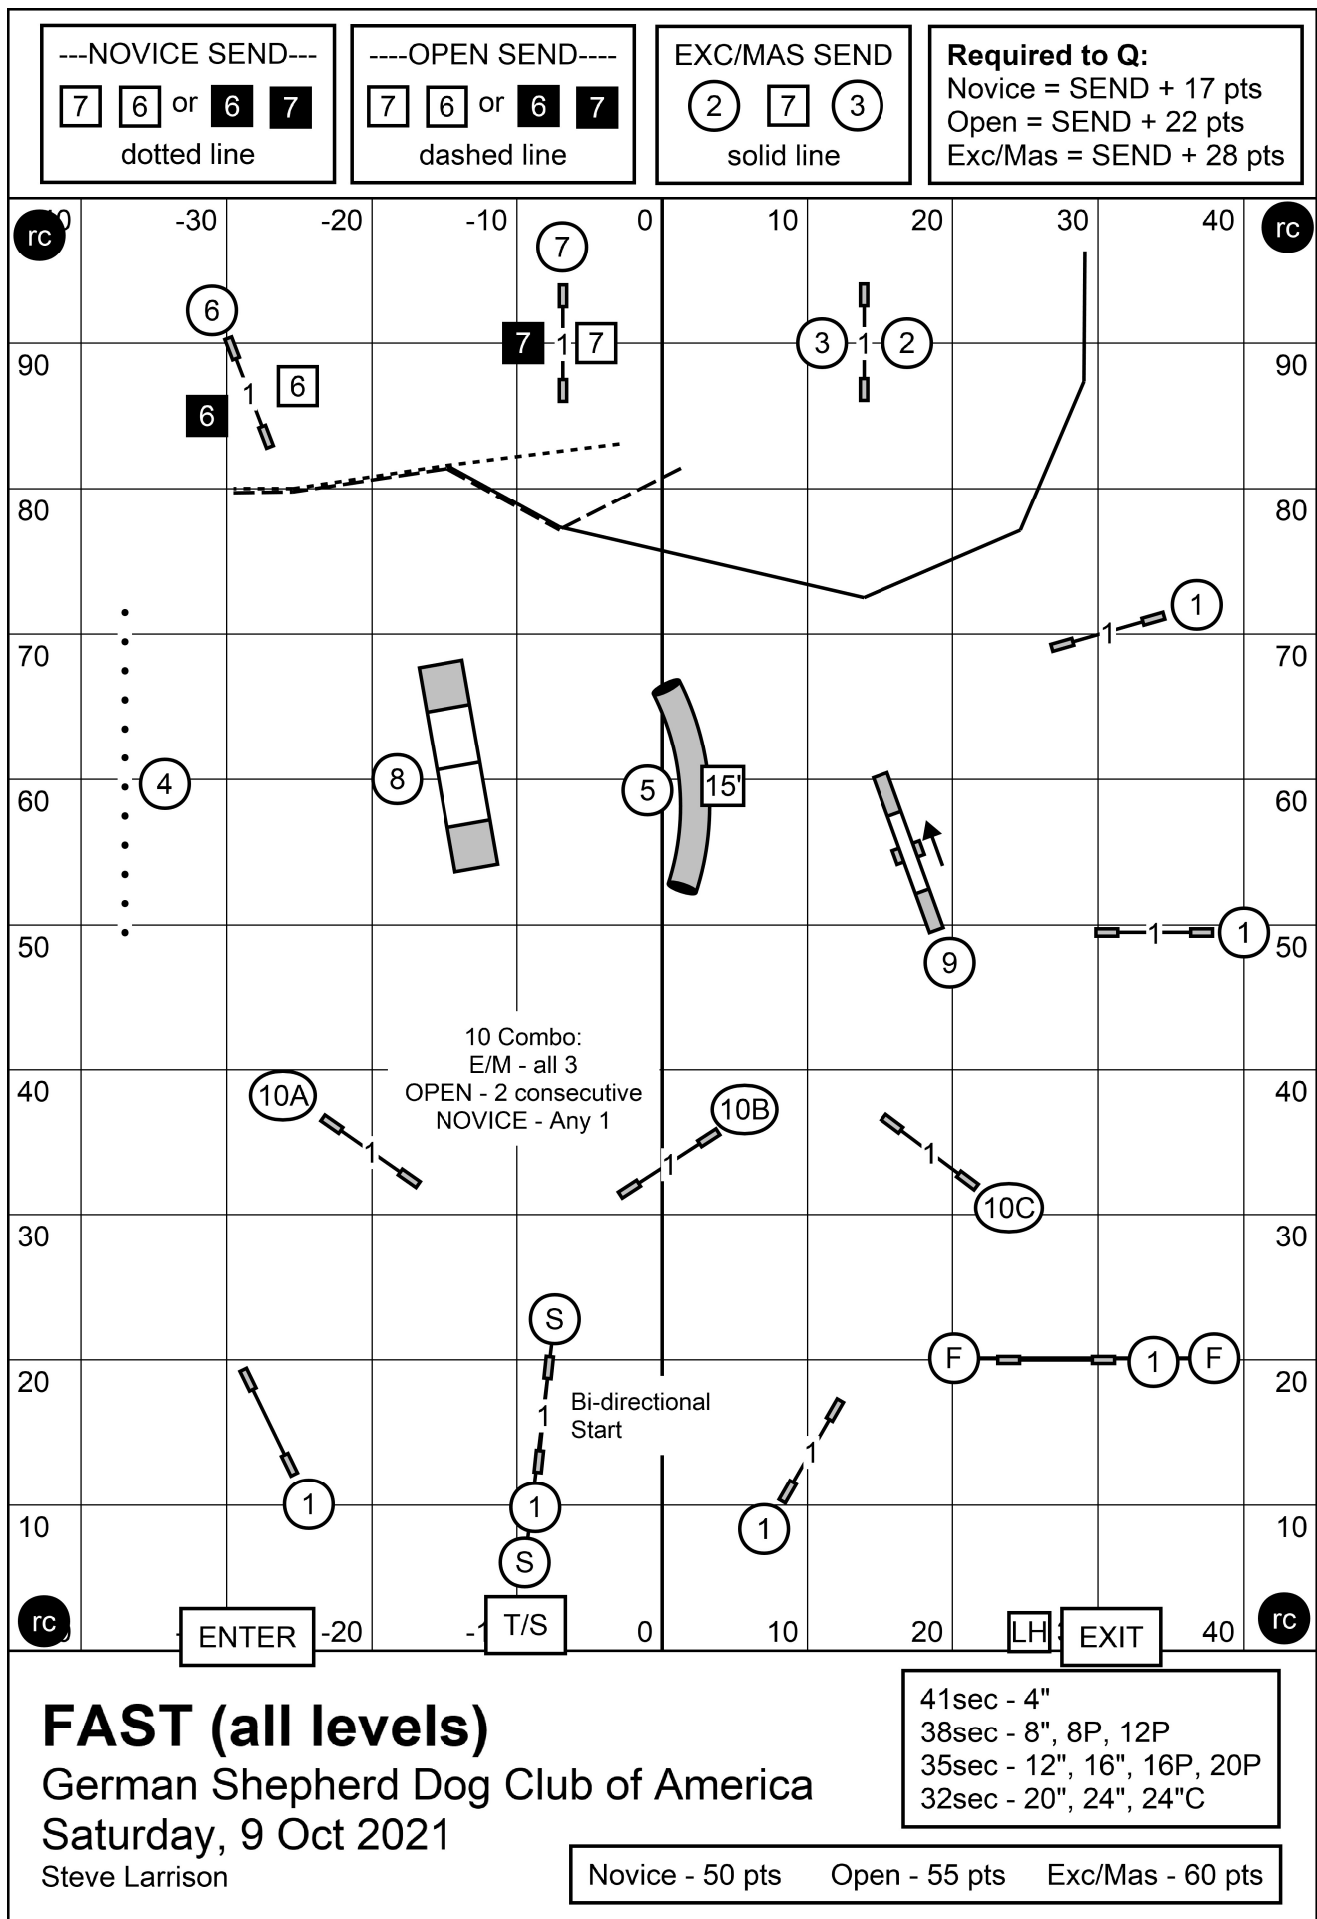 ---NOVICE SEND---
7 6 or 6 7
dotted line
----OPEN SEND----
7 6 or 6 7
dashed line
EXC/MAS SEND
2 7 3
solid line
Required to Q:
Novice = SEND + 17 pts
Open = SEND + 22 pts
Exc/Mas = SEND + 28 pts
rc 0 -30 -20 -10 0 10 20 30 40 rc
7
6
7 1 7
3 1 2
90 90
6
1
6
80 80
1
1
70 70
4
8
5
15'
60 60
9
1
1
50 50
10 Combo:
E/M - all 3
OPEN - 2 consecutive
NOVICE - Any 1
40 40
10A
1
10B
1
1
10C
30 30
S
F 1 F
20 20
1
Bi-directional
Start
1
1
1
1
10 10
S
rc ENTER -20 -1 T/S 0 10 20 LH EXIT 40 rc
FAST (all levels)
German Shepherd Dog Club of America
Saturday, 9 Oct 2021
Steve Larrison
41sec - 4"
38sec - 8", 8P, 12P
35sec - 12", 16", 16P, 20P
32sec - 20", 24", 24"C
Novice - 50 pts Open - 55 pts Exc/Mas - 60 pts